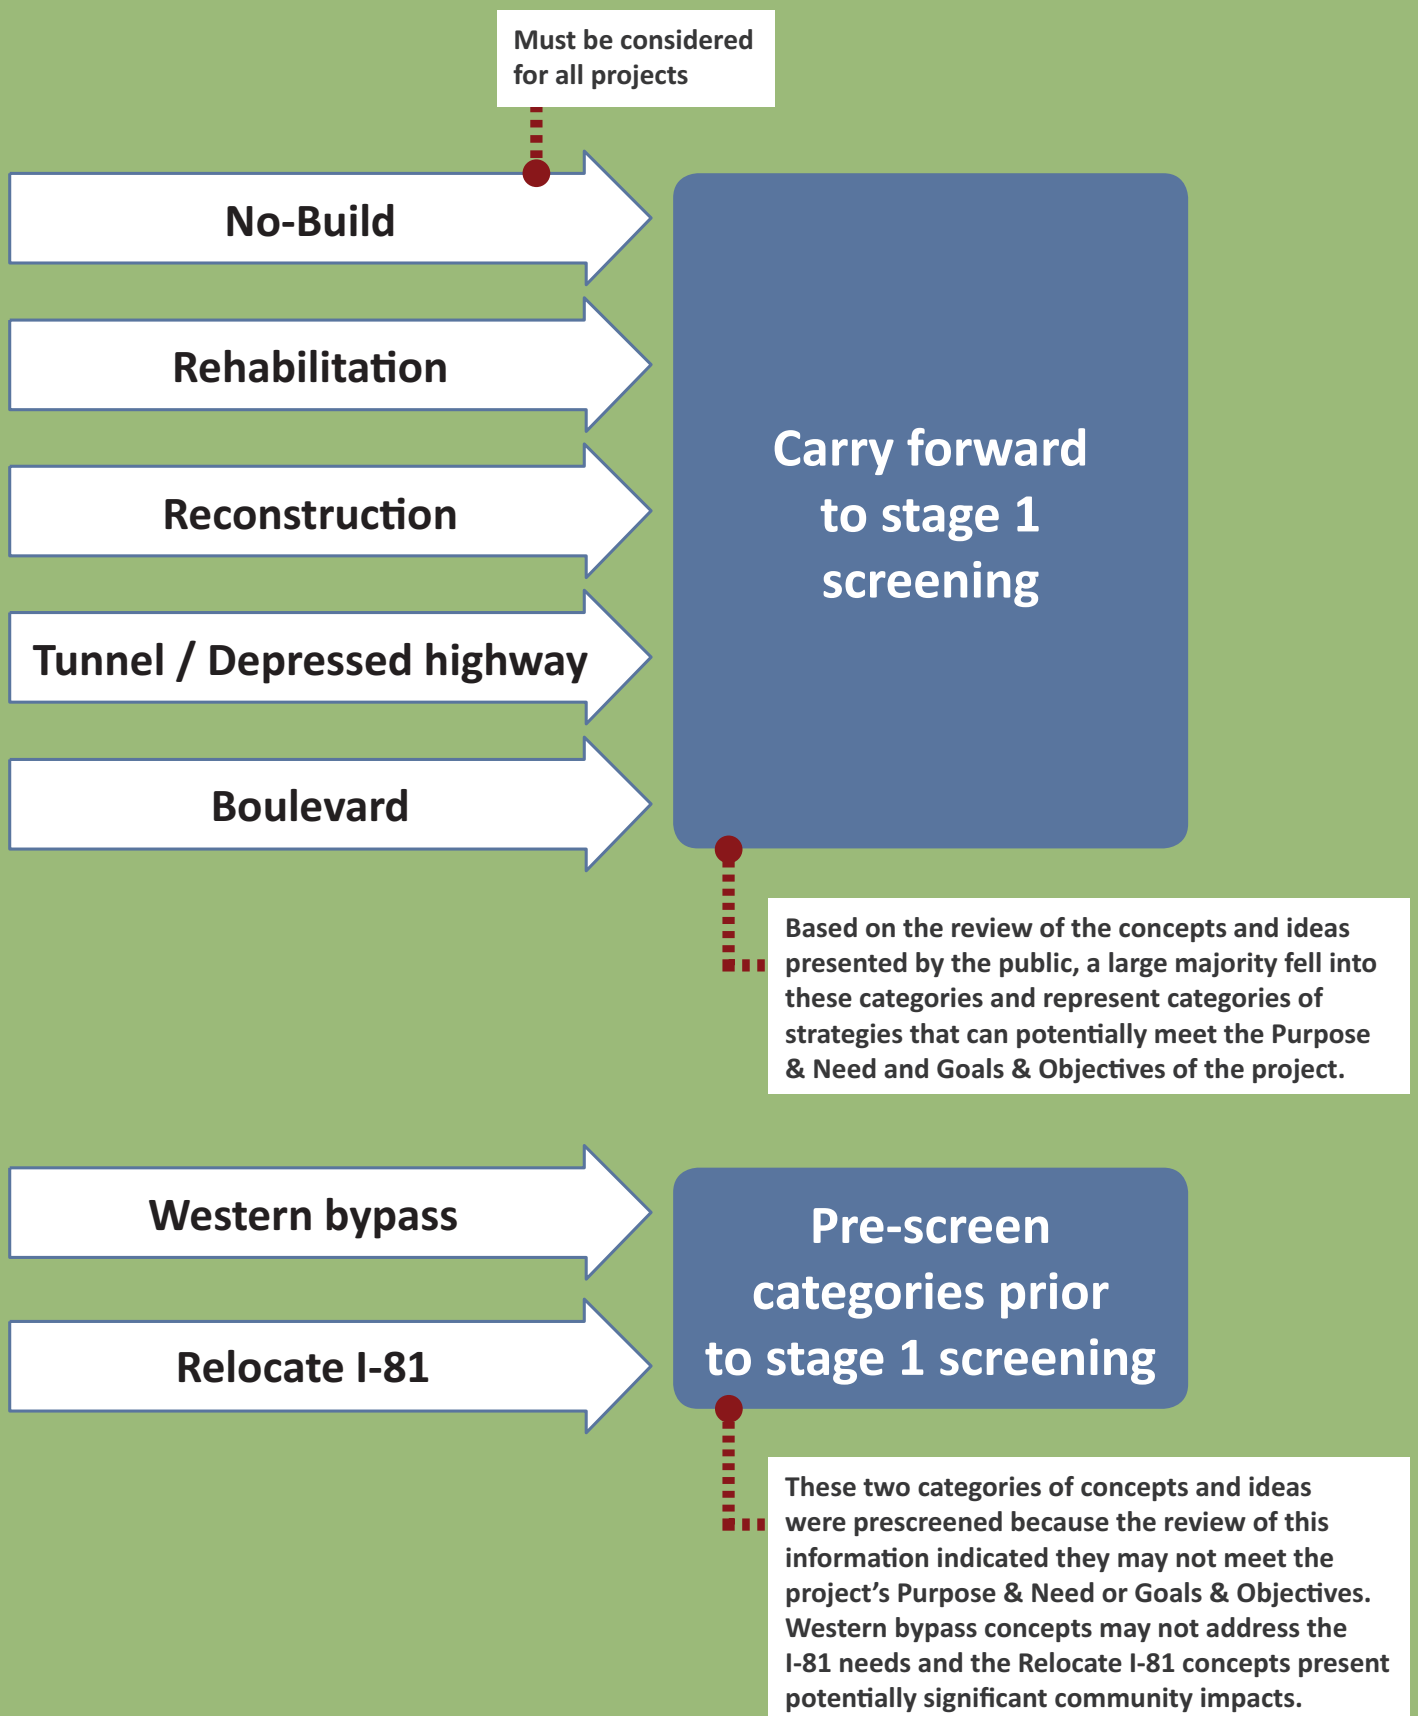 Must be considered
for all projects
No-Build
Rehabilitation
Reconstruction
Tunnel / Depressed highway
Boulevard
Carry forward
to stage 1
screening
Based on the review of the concepts and ideas
presented by the public, a large majority fell into
these categories and represent categories of
strategies that can potentially meet the Purpose
& Need and Goals & Objectives of the project.
Western bypass
Relocate I-81
Pre-screen
categories prior
to stage 1 screening
These two categories of concepts and ideas
were prescreened because the review of this
information indicated they may not meet the
project’s Purpose & Need or Goals & Objectives.
Western bypass concepts may not address the
I-81 needs and the Relocate I-81 concepts present
potentially significant community impacts.